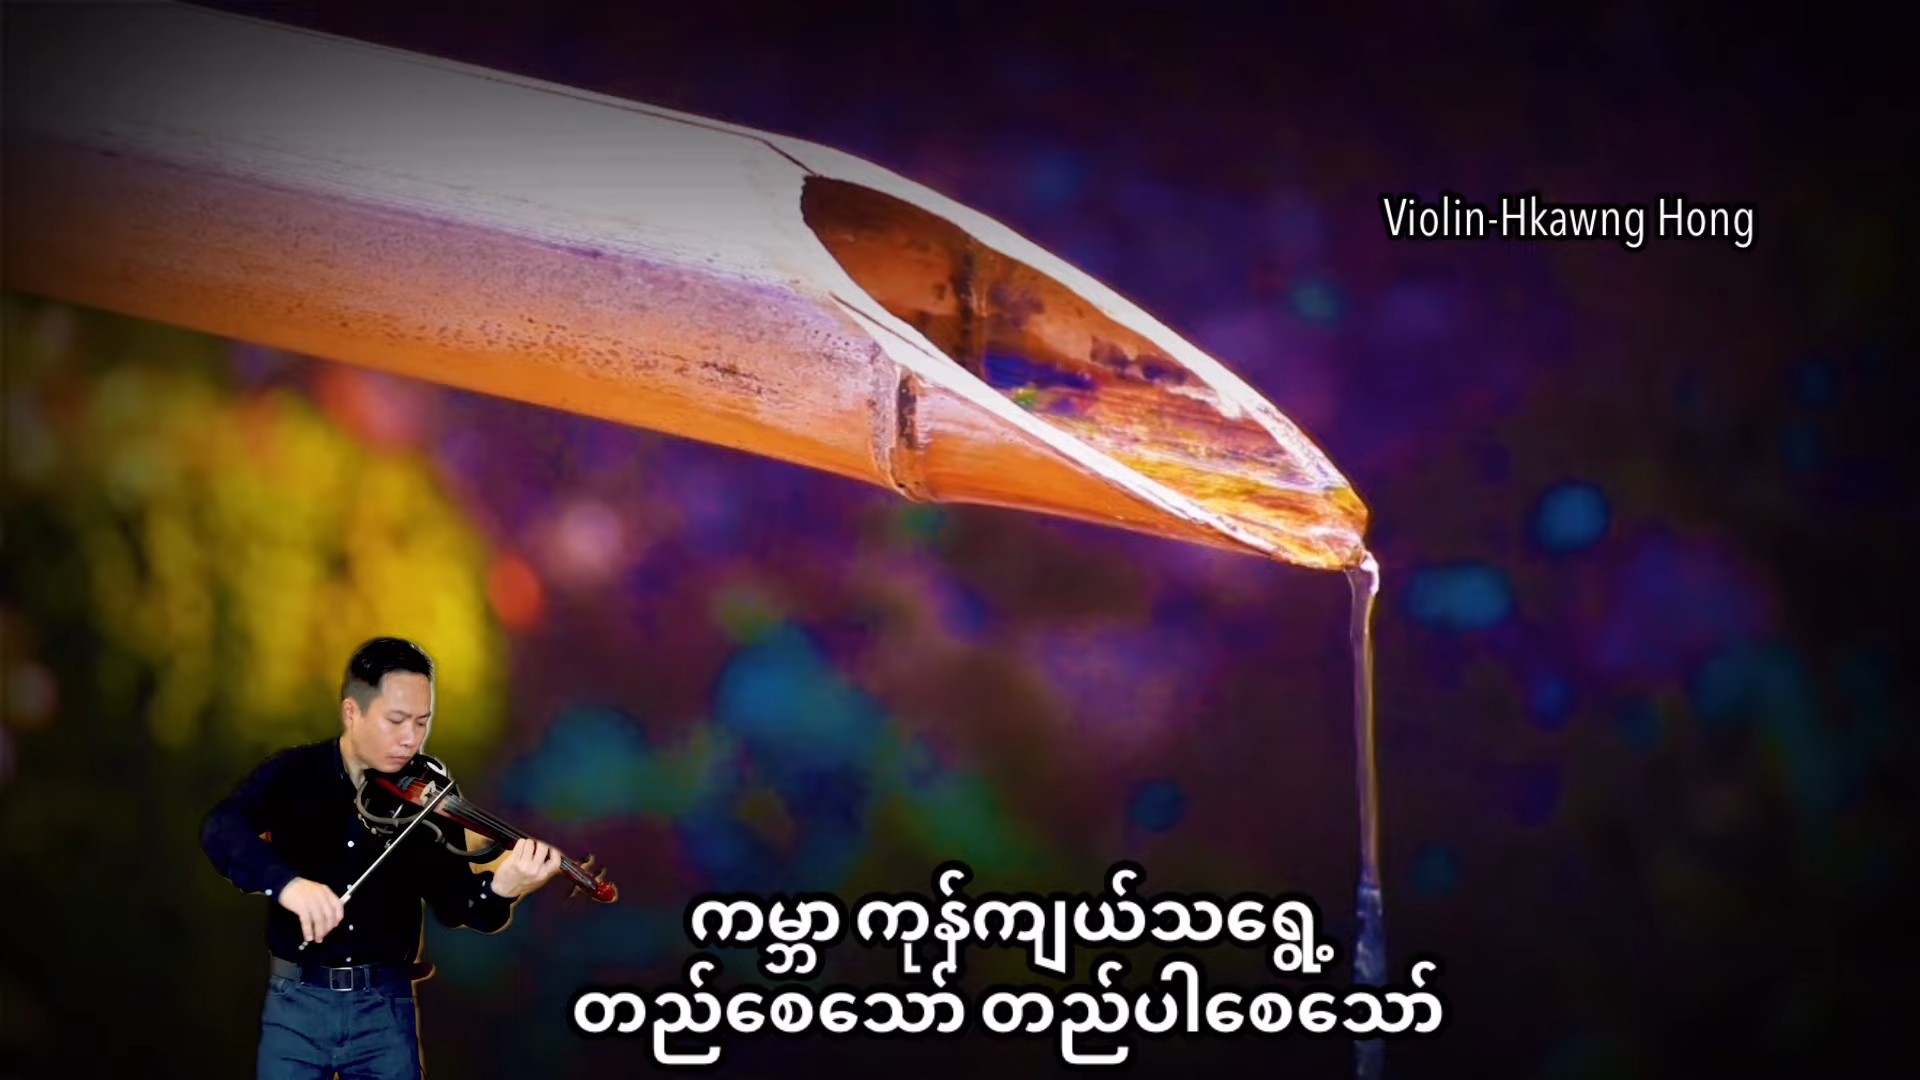 Violin-Hkawng Hong
ကမ္ဘာ ကုန်ကျယ်သရွေ့
တည်စေသော် တည်ပါစေသော်